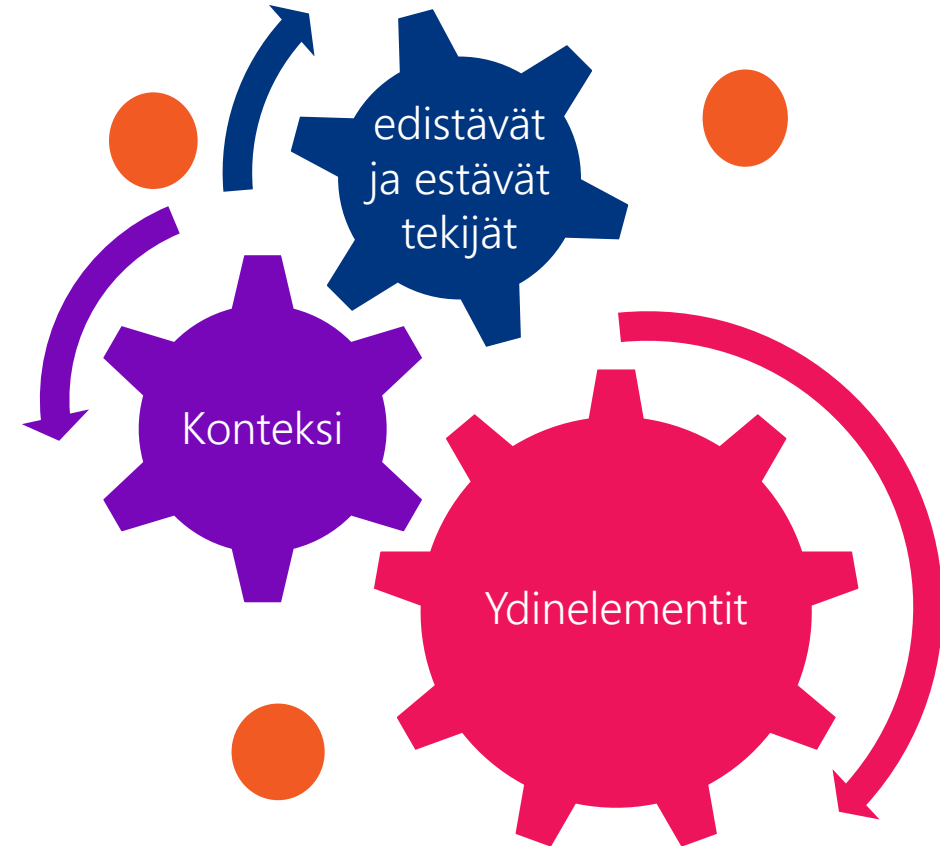 edistävät
ja estävät
tekijät
Konteksi
Ydinelementit